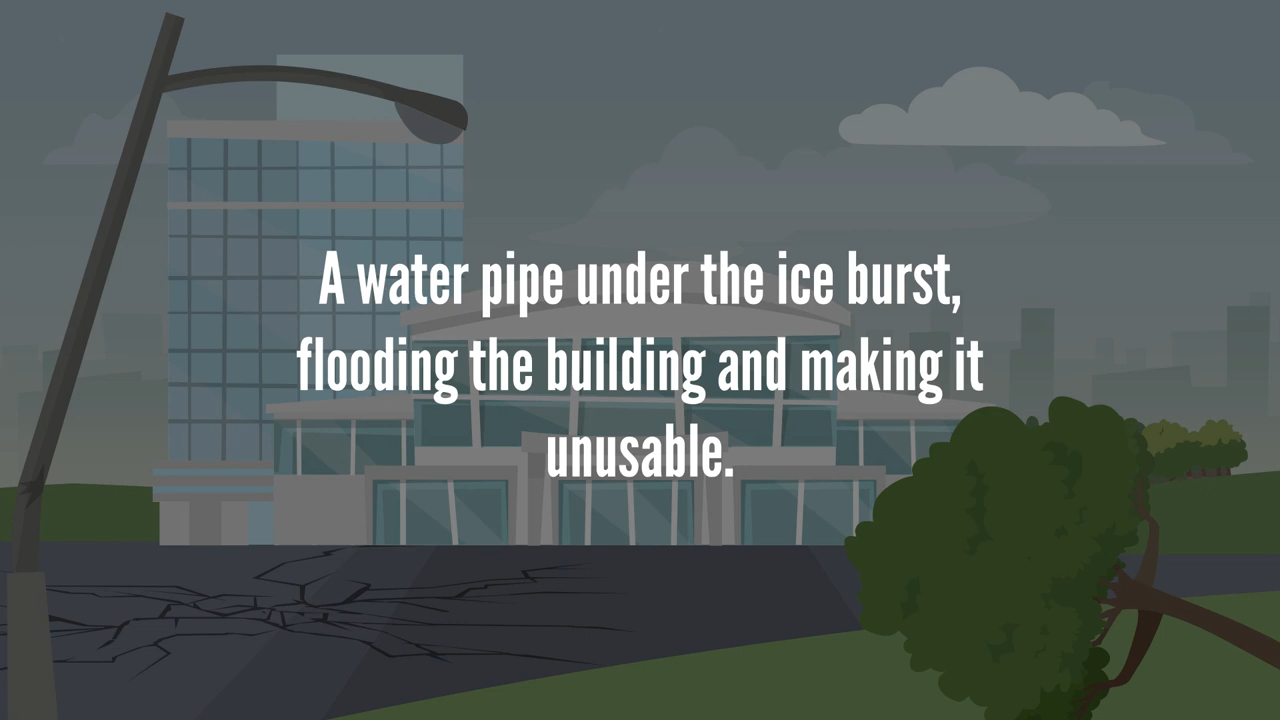 A water pipe under the ice burst,
flooding the building and making it
unusable.